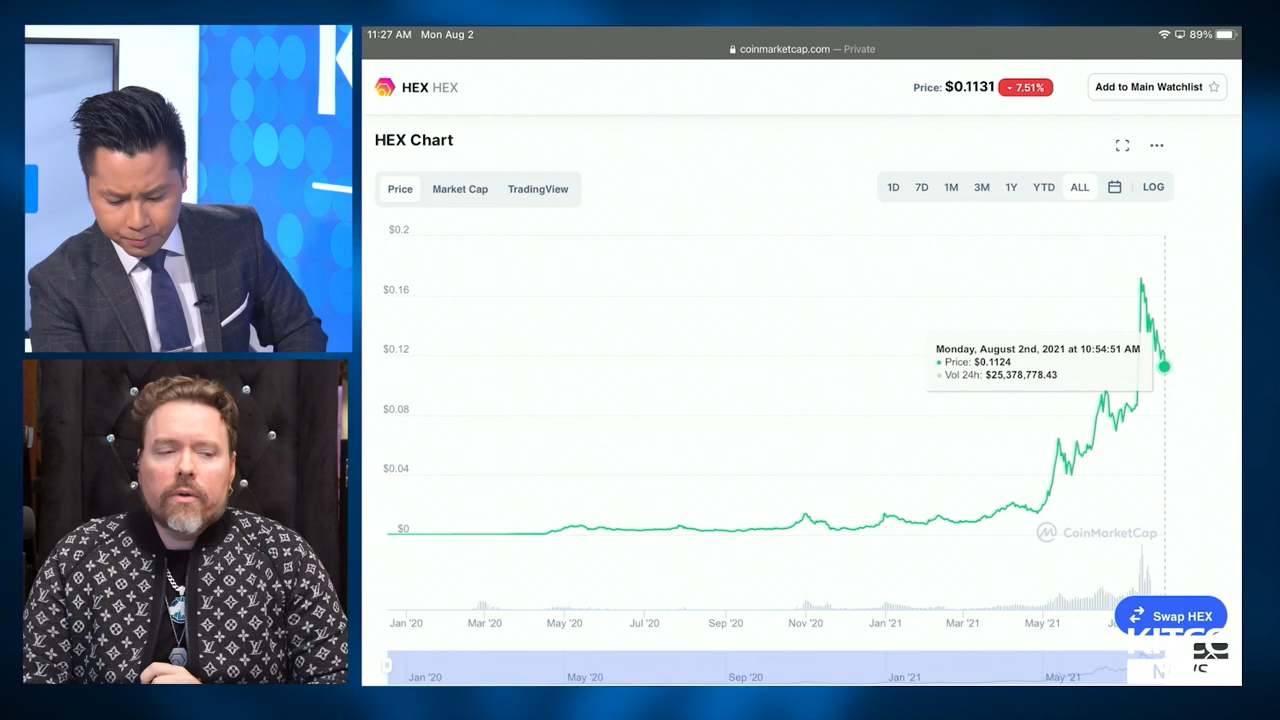 11:27 AM Mon Aug 2
89%
coinmarketcap.com — Private
HEX HEX
Price: $0.1131 7.51%
Add to Main Watchlist
HEX Chart
Price Market Cap TradingView
1D 7D 1M 3M 1Y YTD ALL LOG
$0.2
$0.16
$0.12
$0.08
$0.04
$0
Monday, August 2nd, 2021 at 10:54:51 AM
Price: $0.1124
Vol 24h: $25,378,778.43
CoinMarketCap
Swap HEX
Jan '20 Mar '20 May '20 Jul '20 Sep '20 Nov '20 Jan '21 Mar '21 May '21
Jan '20 May '20 Sep '20 Jan '21 May '21